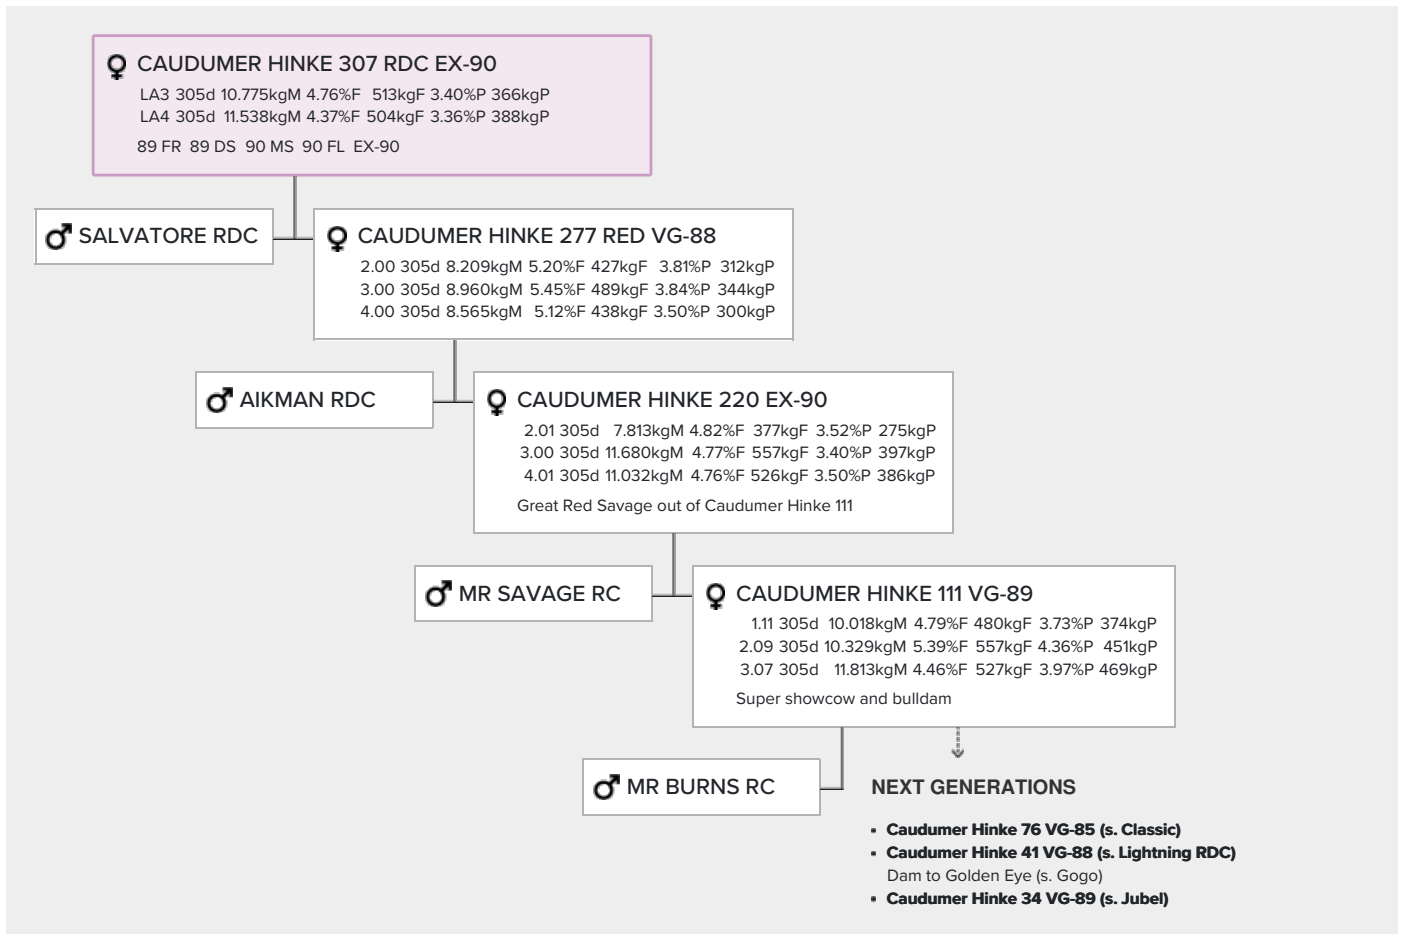 CAUDUMER HINKE 307 RDC EX-90
LA3 305d 10.775kgM 4.76%F 513kgF 3.40%P 366kgP
LA4 305d 11.538kgM 4.37%F 504kgF 3.36%P 388kgP
89 FR 89 DS 90 MS 90 FL EX-90
SALVATORE RDC
CAUDUMER HINKE 277 RED VG-88
2.00 305d 8.209kgM 5.20%F 427kgF 3.81%P 312kgP
3.00 305d 8.960kgM 5.45%F 489kgF 3.84%P 344kgP
4.00 305d 8.565kgM 5.12%F 438kgF 3.50%P 300kgP
AIKMAN RDC
CAUDUMER HINKE 220 EX-90
2.01 305d 7.813kgM 4.82%F 377kgF 3.52%P 275kgP
3.00 305d 11.680kgM 4.77%F 557kgF 3.40%P 397kgP
4.01 305d 11.032kgM 4.76%F 526kgF 3.50%P 386kgP
Great Red Savage out of Caudumer Hinke 111
MR SAVAGE RC
CAUDUMER HINKE 111 VG-89
1.11 305d 10.018kgM 4.79%F 480kgF 3.73%P 374kgP
2.09 305d 10.329kgM 5.39%F 557kgF 4.36%P 451kgP
3.07 305d 11.813kgM 4.46%F 527kgF 3.97%P 469kgP
Super showcow and bulldam
MR BURNS RC
NEXT GENERATIONS
• Caudumer Hinke 76 VG-85 (s. Classic)
• Caudumer Hinke 41 VG-88 (s. Lightning RDC)
Dam to Golden Eye (s. Gogo)
• Caudumer Hinke 34 VG-89 (s. Jubel)